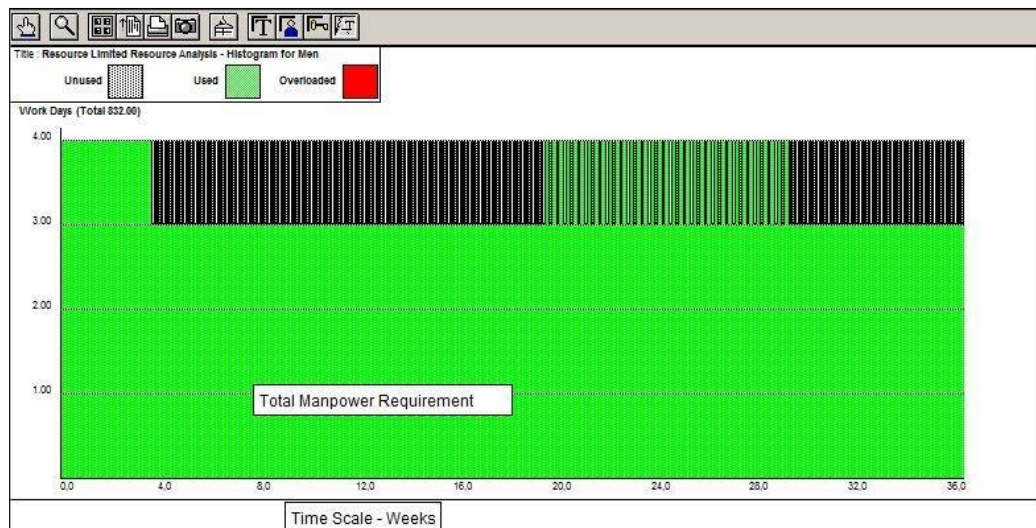 Title : Resource Limited Resource Analysis - Histogram for Men
Unused Used Overloaded
Work Days (Total 832.00)
4.00
3.00
2.00
1.00
Total Manpower Requirement
0,0 4,0 8,0 12,0 16,0 20,0 24,0 28,0 32,0 36,0
Time Scale - Weeks